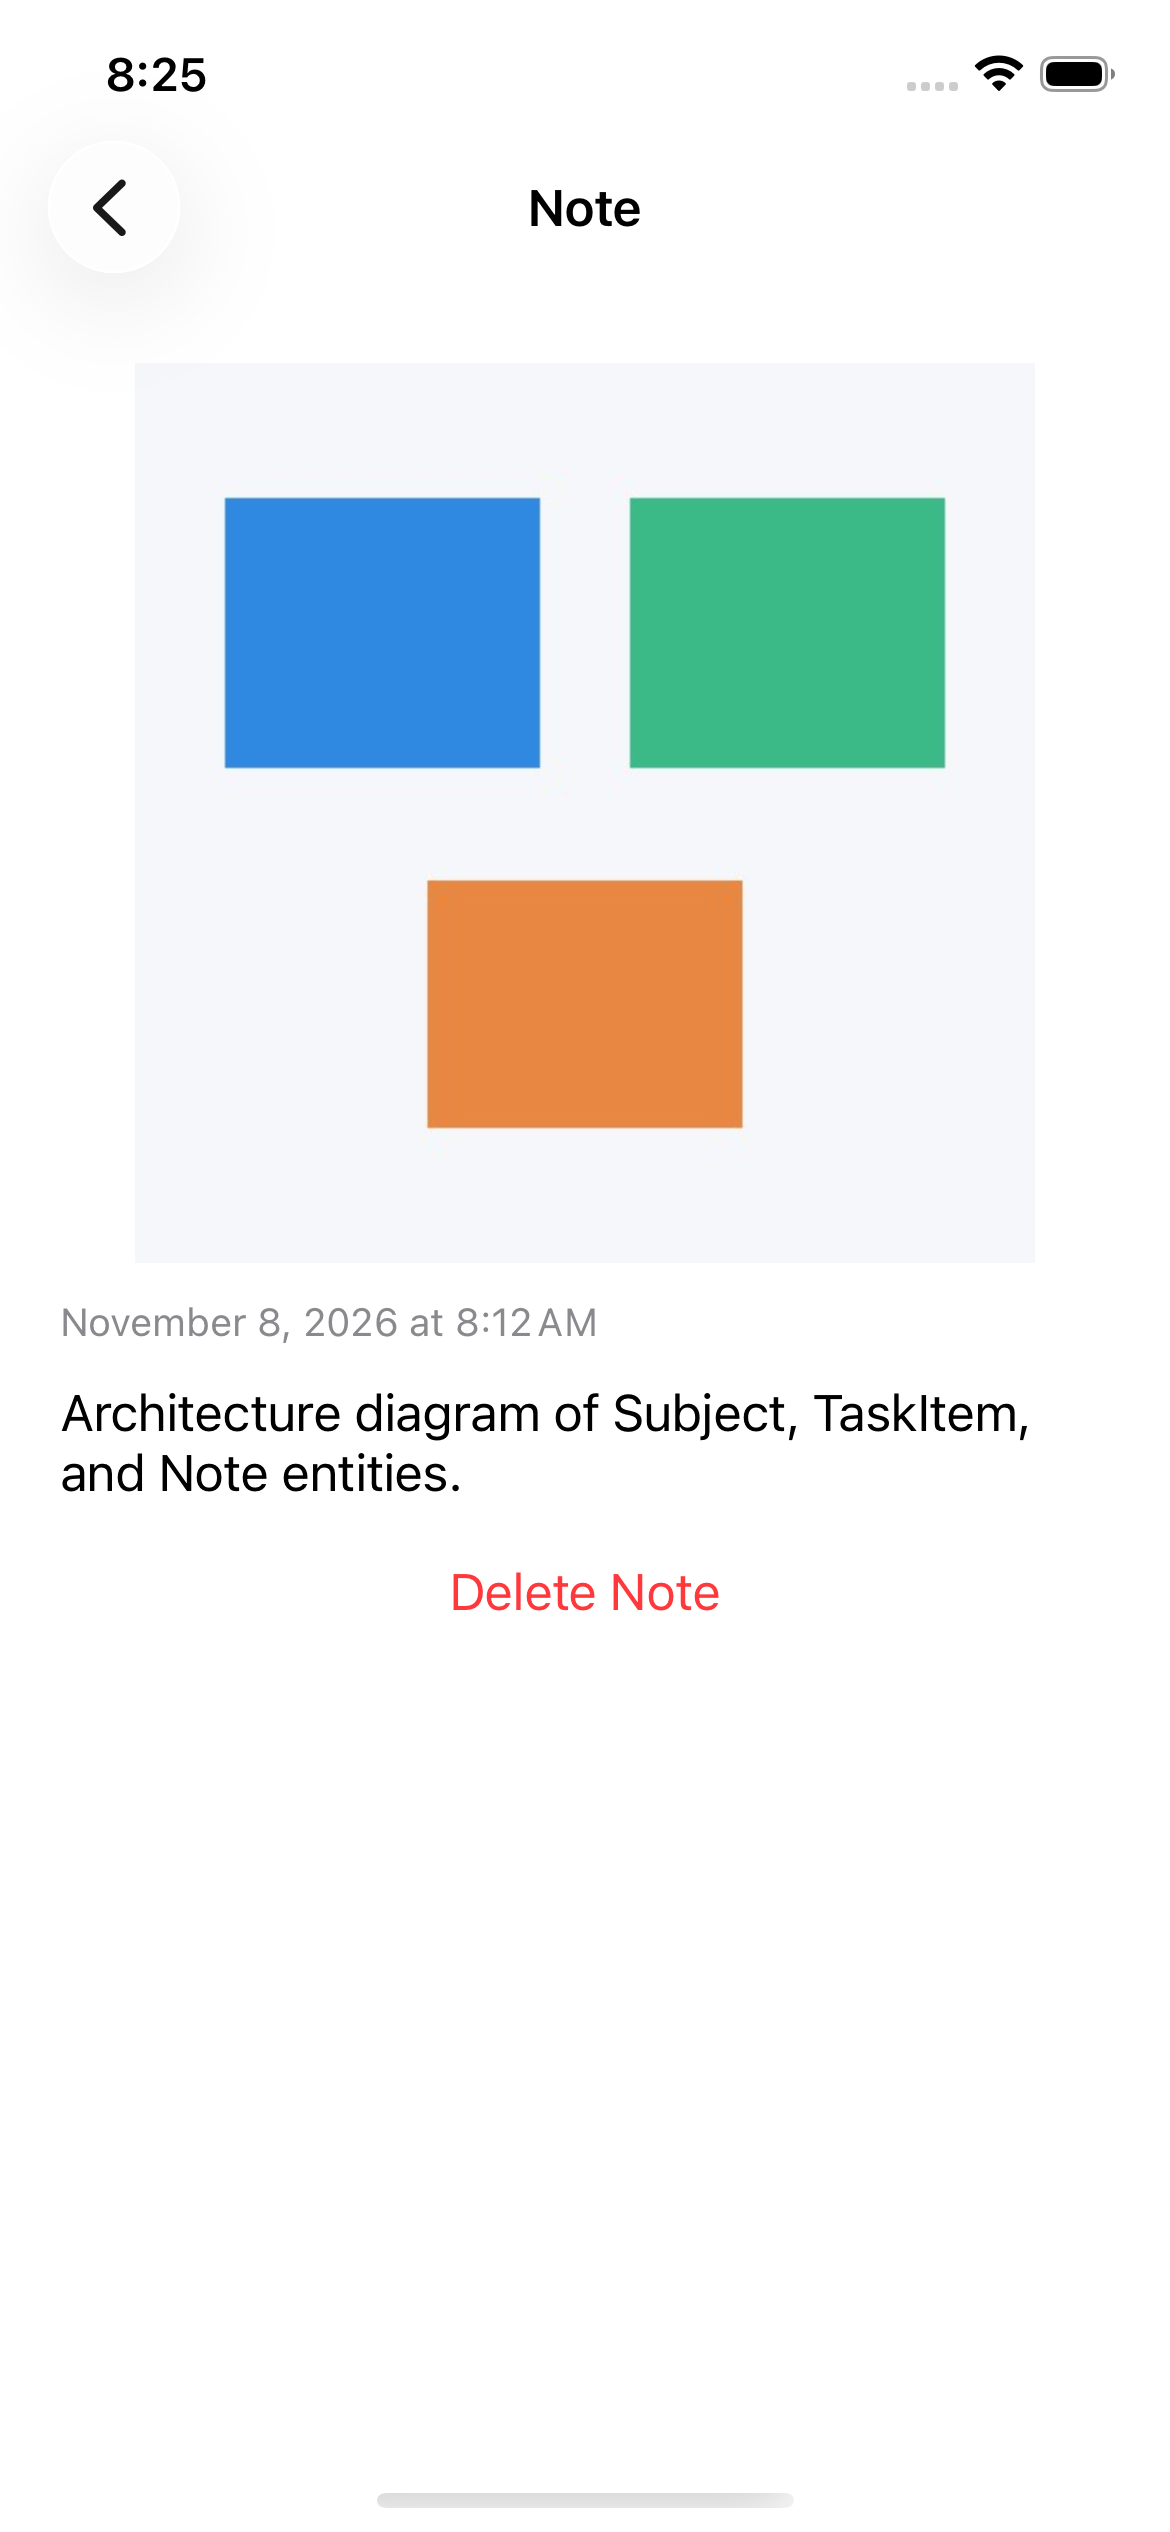 8:25
Note
November 8, 2026 at 8:12 AM
Architecture diagram of Subject, TaskItem,
and Note entities.
Delete Note